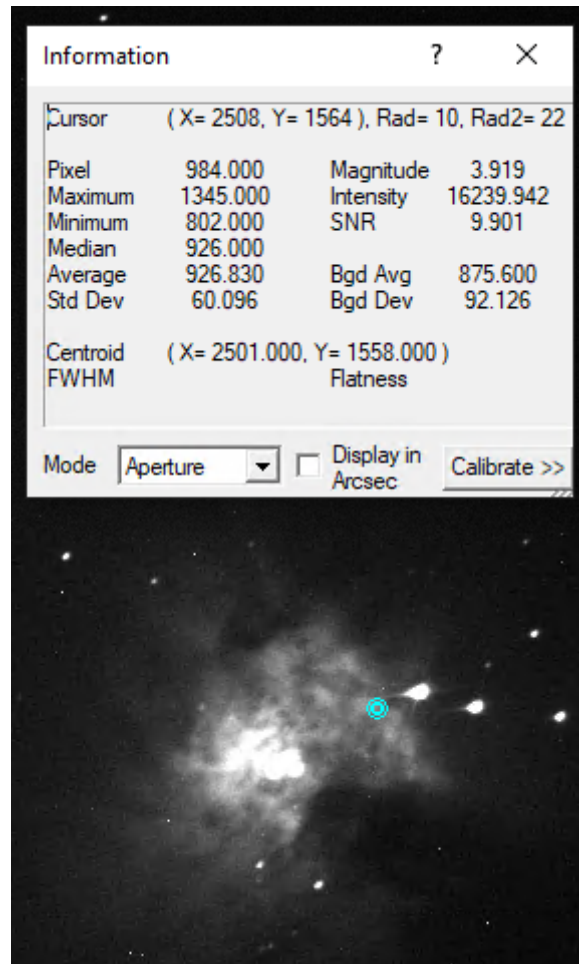 Information ? ×
Cursor ( X= 2508, Y= 1564 ), Rad= 10, Rad2= 22
Pixel 984.000 Magnitude 3.919
Maximum 1345.000 Intensity 16239.942
Minimum 802.000 SNR 9.901
Median 926.000
Average 926.830 Bgd Avg 875.600
Std Dev 60.096 Bgd Dev 92.126
Centroid ( X= 2501.000, Y= 1558.000 )
FWHM Flatness
Mode Aperture Display in Arcsec Calibrate >>